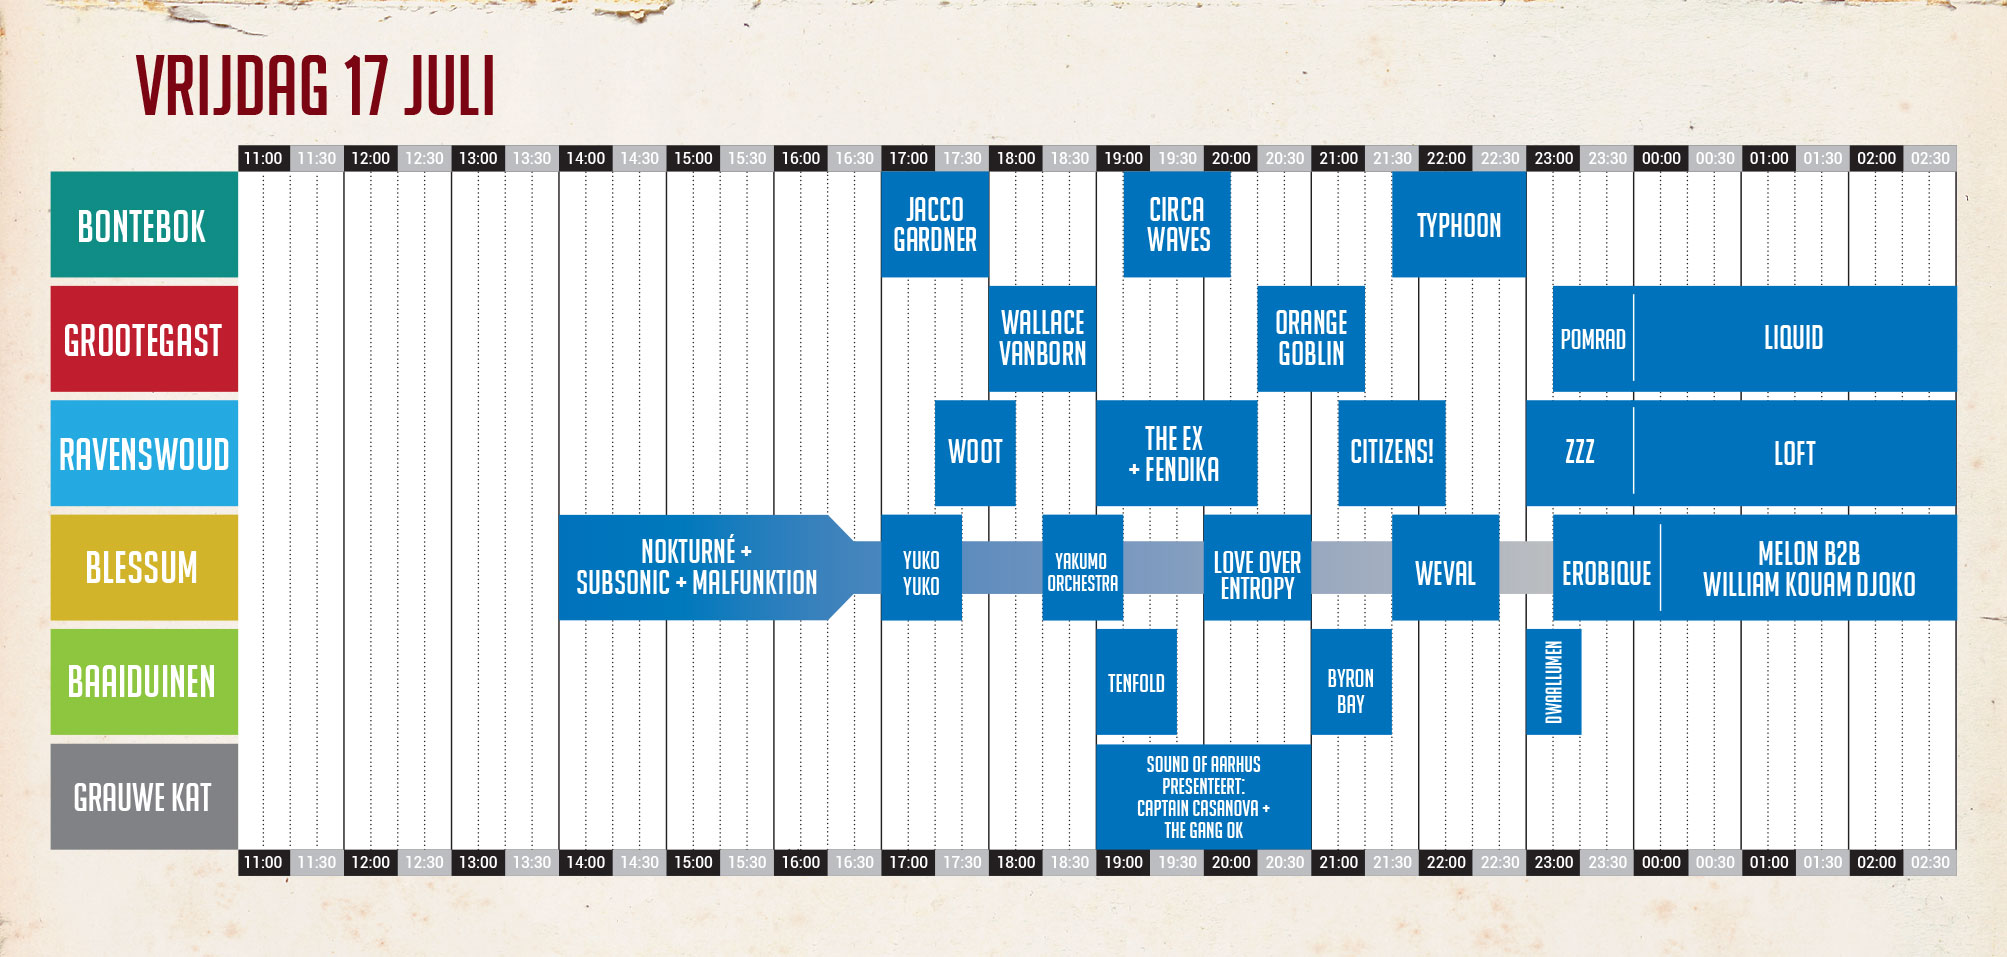 VRIJDAG 17 JULI
11:00 11:30 12:00 12:30 13:00 13:30 14:00 14:30 15:00 15:30 16:00 16:30 17:00 17:30 18:00 18:30 19:00 19:30 20:00 20:30 21:00 21:30 22:00 22:30 23:00 23:30 00:00 00:30 01:00 01:30 02:00 02:30
BONTEBOK
JACCO
GARDNER
CIRCA
WAVES
TYPHOON
GROOTEGAST
WALLACE
VANBORN
ORANGE
GOBLIN
POMRAD
LIQUID
RAVENSWOUD
WOOT
THE EX
+ FENDIKA
CITIZENS!
ZZZ
LOFT
BLESSUM
NOKTURNÉ +
SUBSONIC + MALFUNKTION
YUKO
YUKO
YAKUMO
ORCHESTRA
LOVE OVER
ENTROPY
WEVAL
EROBIQUE
MELON B2B
WILLIAM KOUAM DJOKO
BAAIDUINEN
TENFOLD
BYRON
BAY
DWAALLUMEN
GRAUWE KAT
SOUND OF AARHUS
PRESENTEERT:
CAPTAIN CASANOVA +
THE GANG OK
11:00 11:30 12:00 12:30 13:00 13:30 14:00 14:30 15:00 15:30 16:00 16:30 17:00 17:30 18:00 18:30 19:00 19:30 20:00 20:30 21:00 21:30 22:00 22:30 23:00 23:30 00:00 00:30 01:00 01:30 02:00 02:30